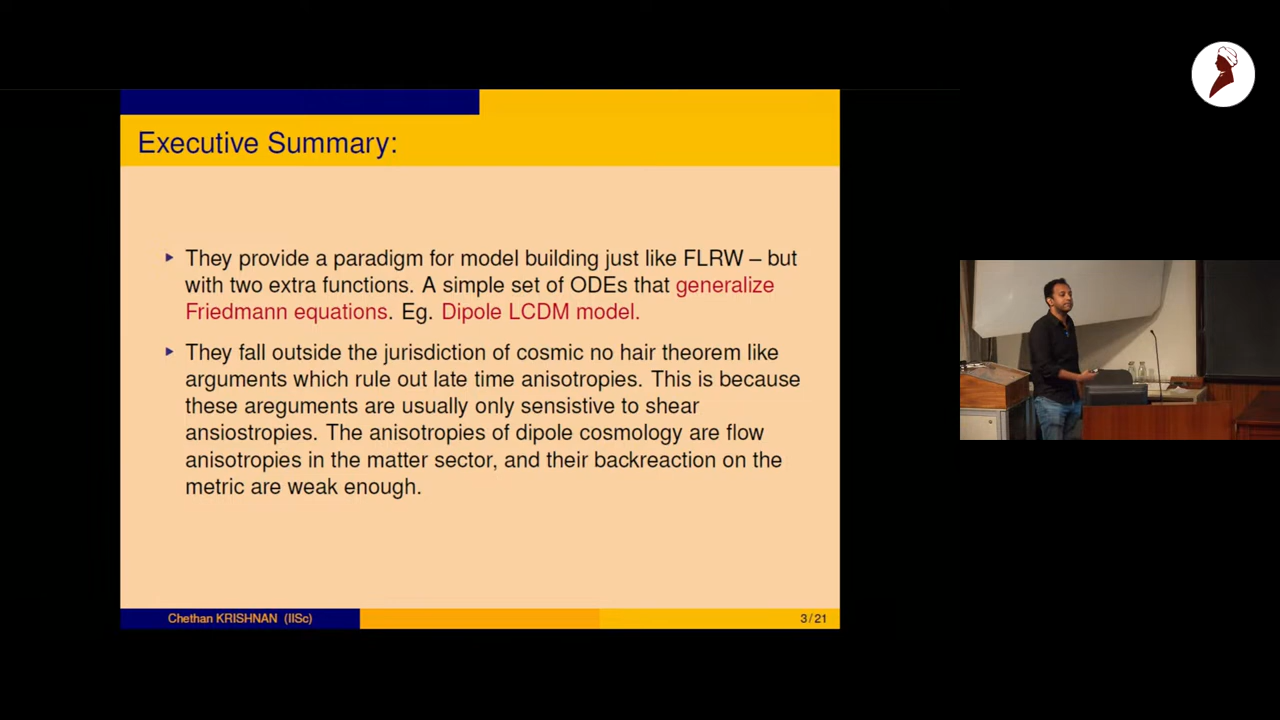 Executive Summary:
They provide a paradigm for model building just like FLRW – but
with two extra functions. A simple set of ODEs that generalize
Friedmann equations. Eg. Dipole LCDM model.
They fall outside the jurisdiction of cosmic no hair theorem like
arguments which rule out late time anisotropies. This is because
these areguments are usually only sensistive to shear
ansiostropies. The anisotropies of dipole cosmology are flow
anisotropies in the matter sector, and their backreaction on the
metric are weak enough.
Chethan KRISHNAN (IISc)
3 / 21